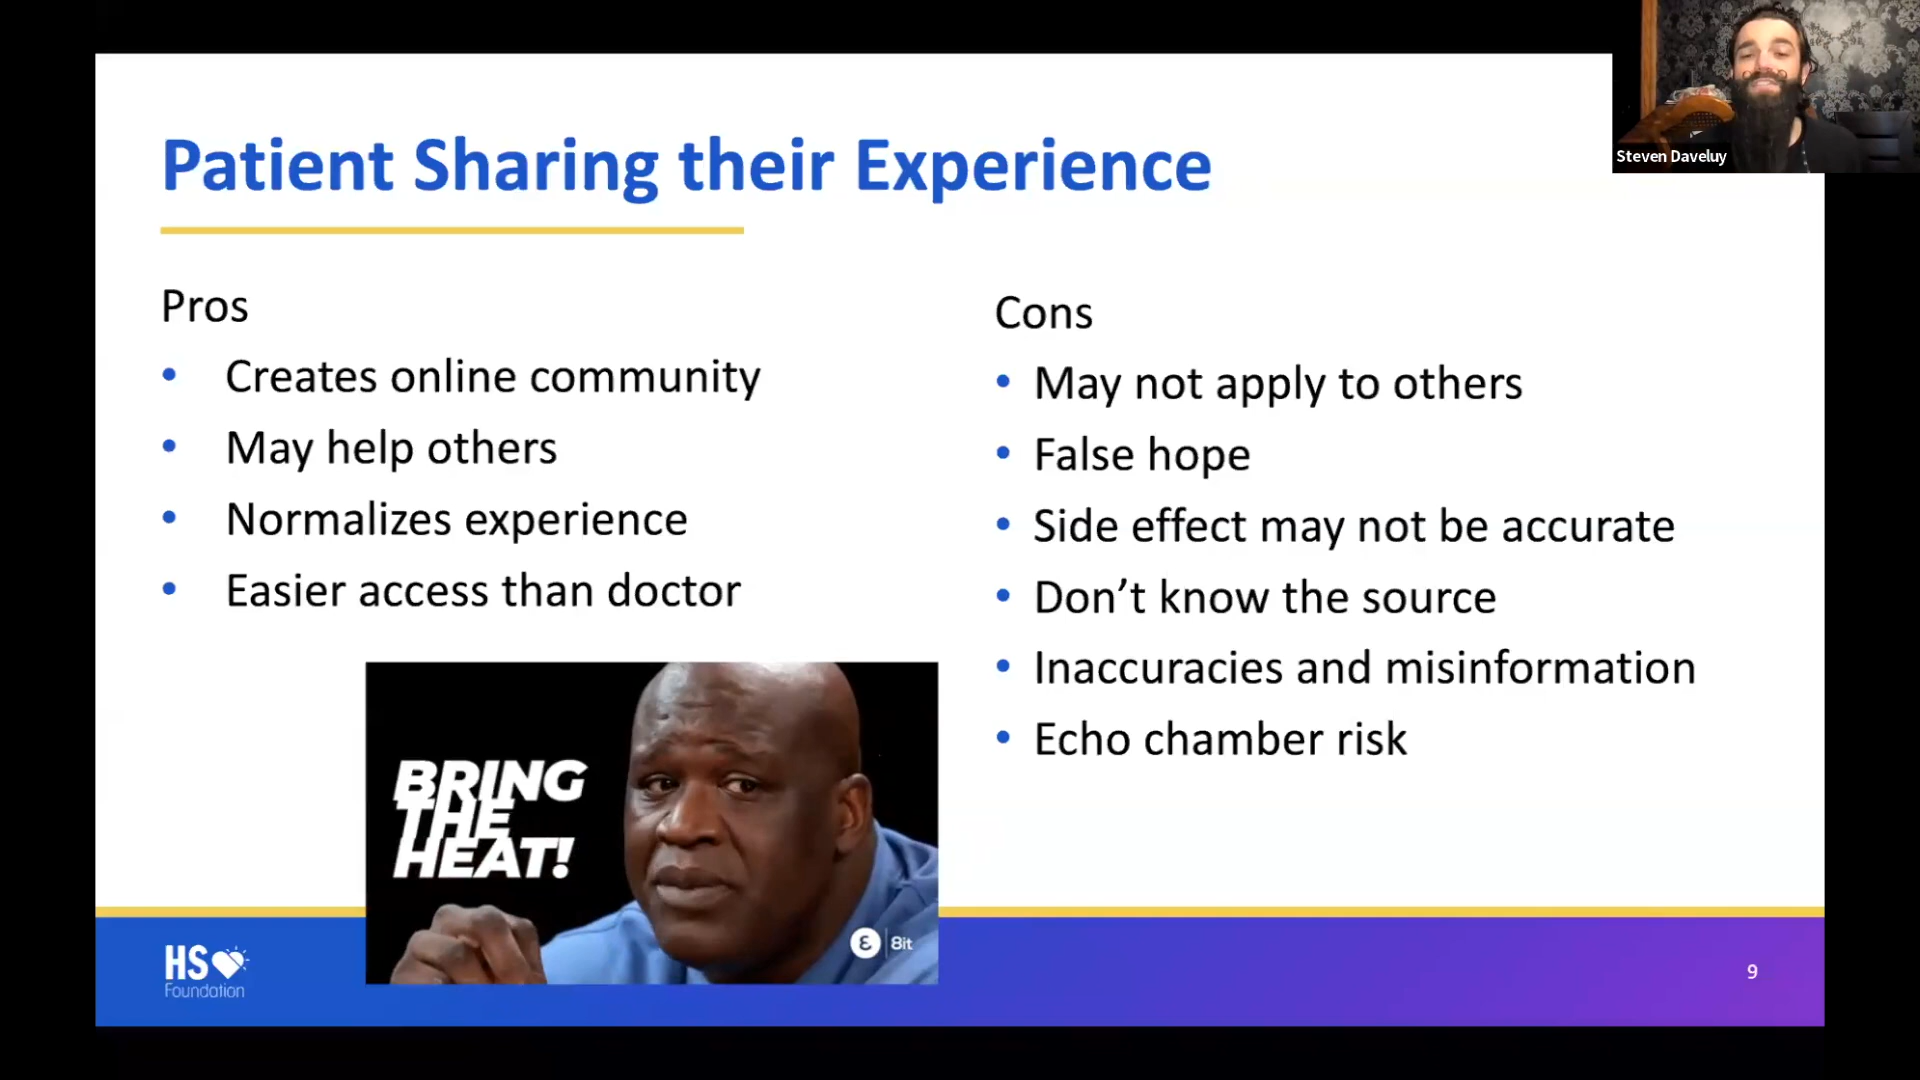 Steven Daveluy
Patient Sharing their Experience
Pros
• Creates online community
• May help others
• Normalizes experience
• Easier access than doctor
Cons
• May not apply to others
• False hope
• Side effect may not be accurate
• Don’t know the source
• Inaccuracies and misinformation
• Echo chamber risk
BRING
THE
HEAT!
8it
HS
Foundation
9